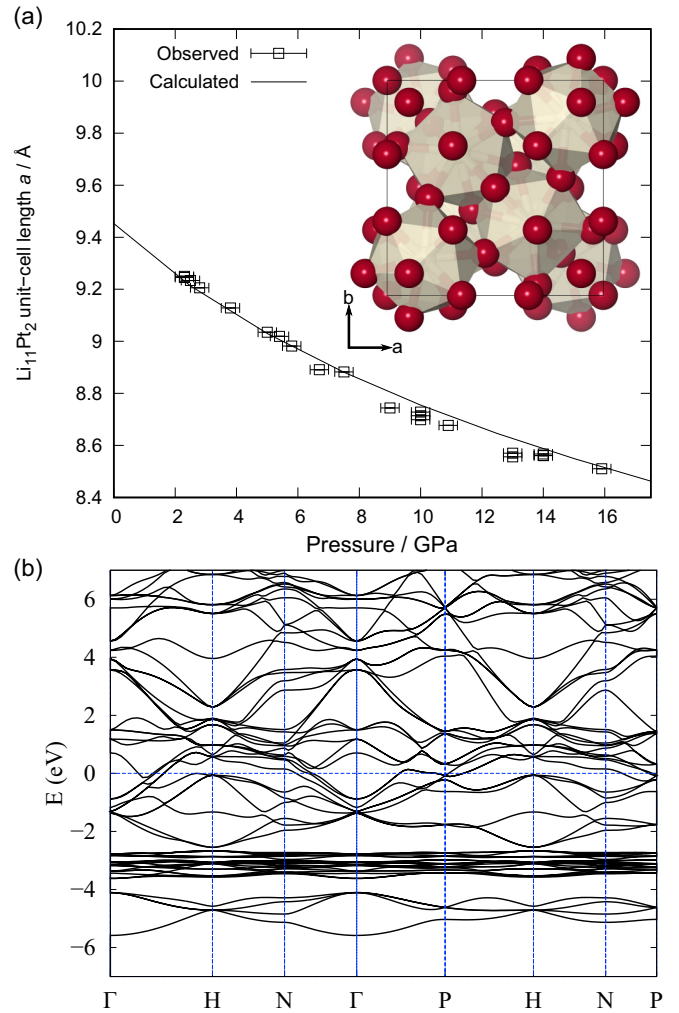 (a)
10.2
10
9.8
9.6
9.4
9.2
9
8.8
8.6
8.4
Li₁₁Pt₂ unit−cell length a / Å
Observed
Calculated
b
a
0 2 4 6 8 10 12 14 16
Pressure / GPa
(b)
6
4
2
0
−2
−4
−6
E (eV)
Γ H N Γ P H N P